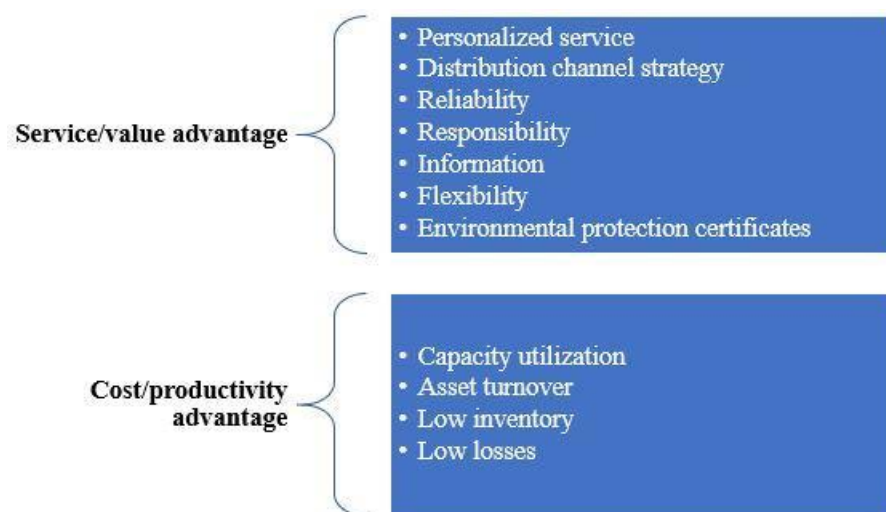 Service/value advantage
• Personalized service
• Distribution channel strategy
• Reliability
• Responsibility
• Information
• Flexibility
• Environmental protection certificates
Cost/productivity
advantage
• Capacity utilization
• Asset turnover
• Low inventory
• Low losses